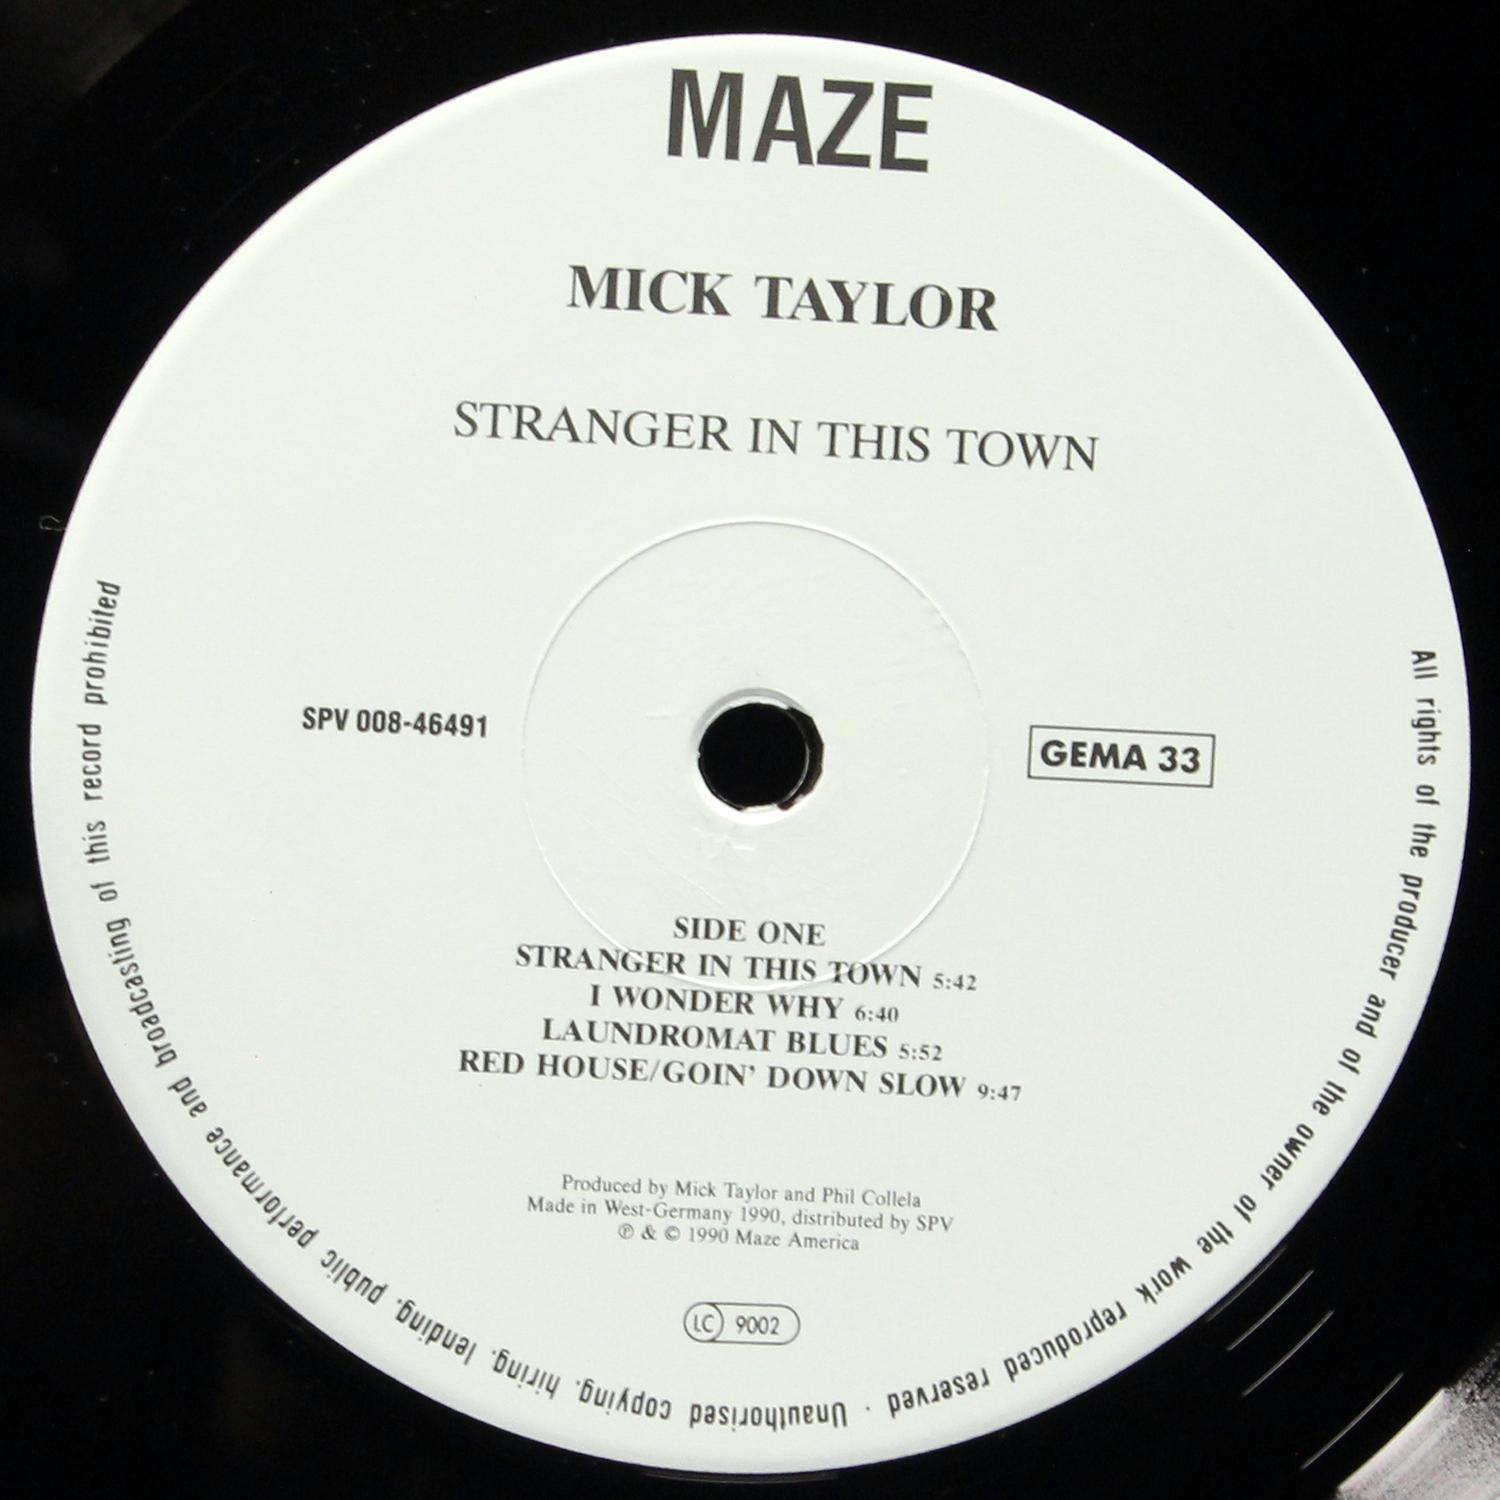 MAZE
MICK TAYLOR
STRANGER IN THIS TOWN
SPV 008-46491
GEMA 33
SIDE ONE
STRANGER IN THIS TOWN 5:42
I WONDER WHY 6:40
LAUNDROMAT BLUES 5:52
RED HOUSE/GOIN' DOWN SLOW 9:47
Produced by Mick Taylor and Phil Collela
Made in West-Germany 1990, distributed by SPV
℗ & © 1990 Maze America
LC 9002
All rights of the producer and of the owner of the work reproduced reserved · Unauthorised copying, hiring, lending, public performance and broadcasting of this record prohibited